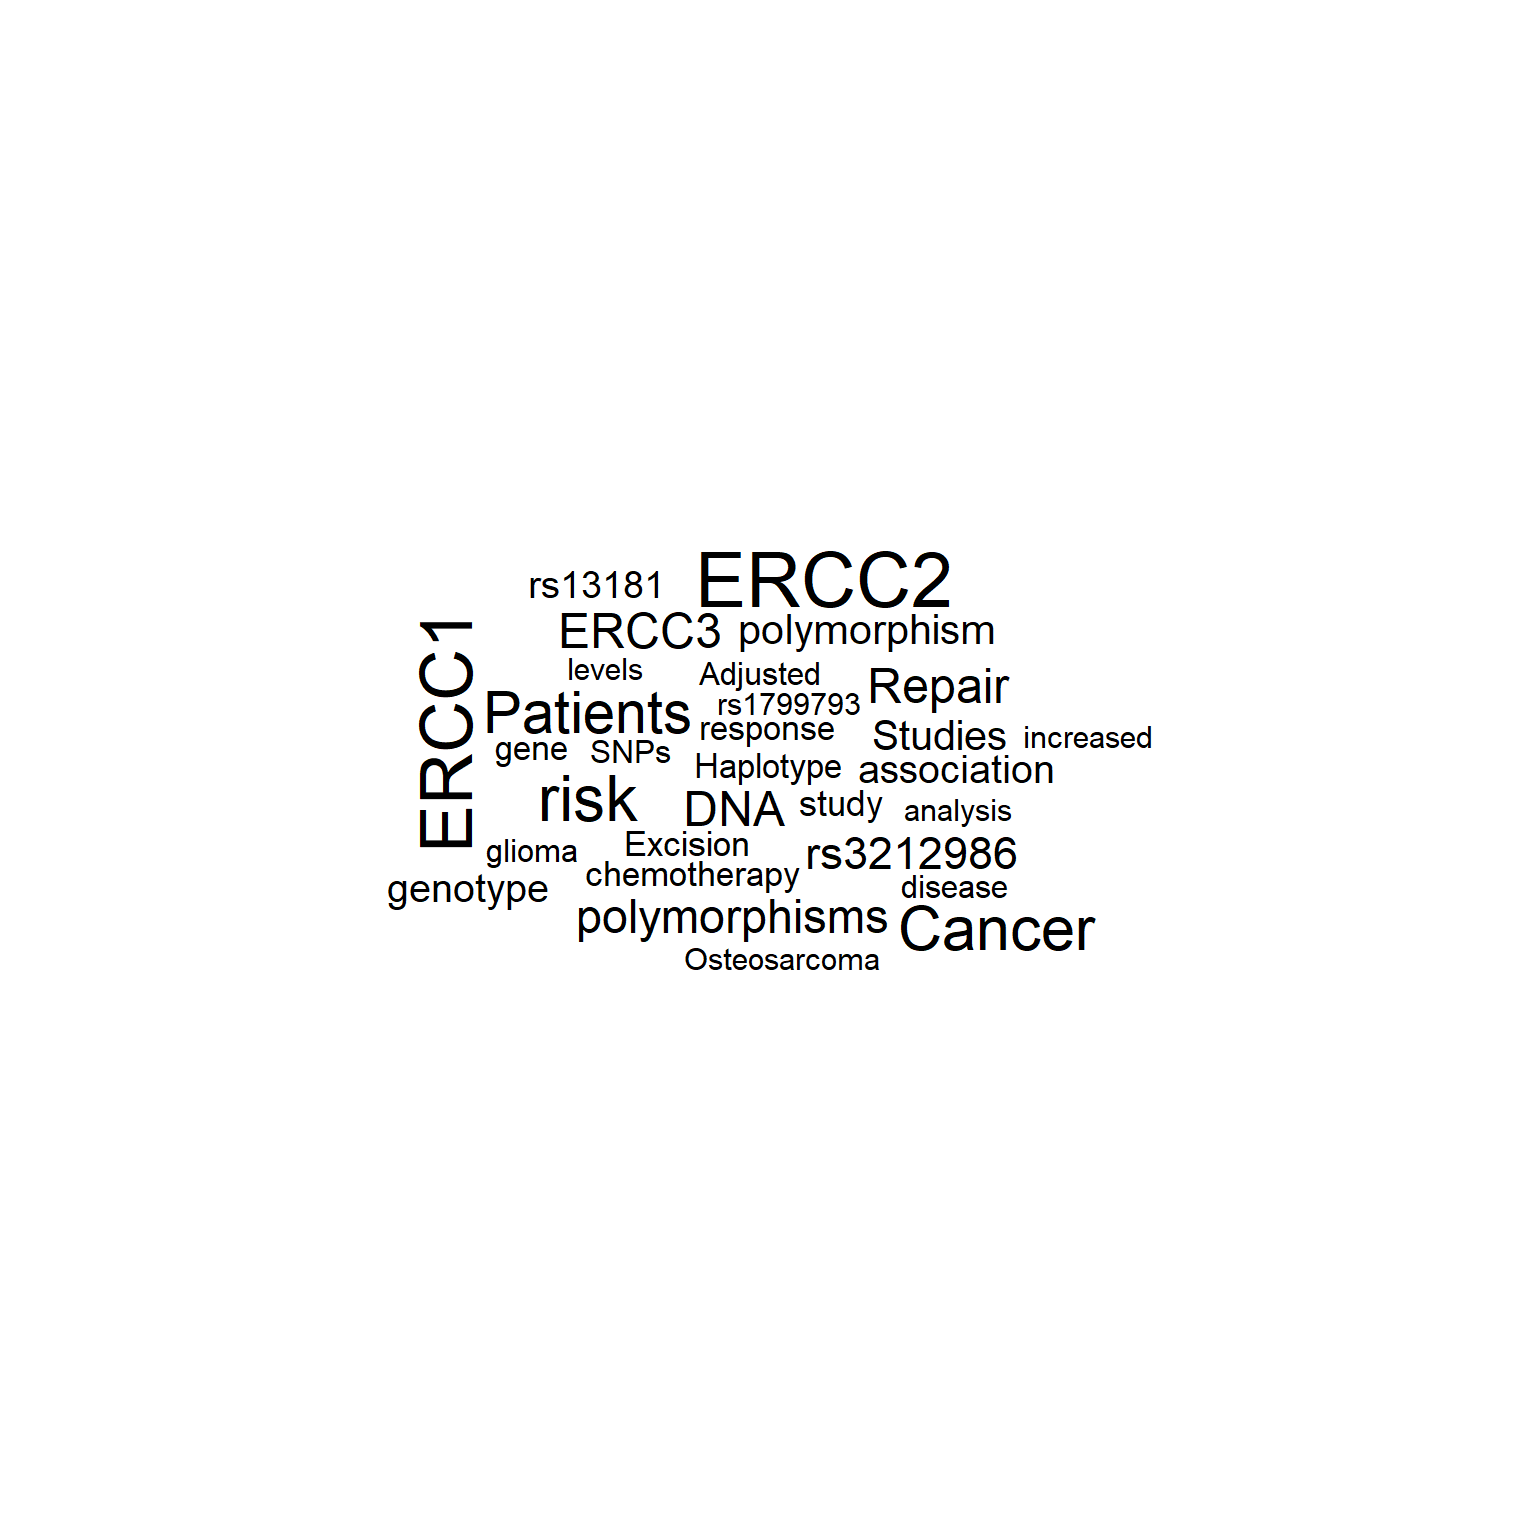 rs13181 ERCC2
ERCC1
ERCC3 polymorphism
levels Adjusted
Patients rs1799793 Repair
response
gene SNPs Studies increased
Haplotype association
risk DNA study analysis
glioma Excision rs3212986
genotype chemotherapy disease
polymorphisms Cancer
Osteosarcoma